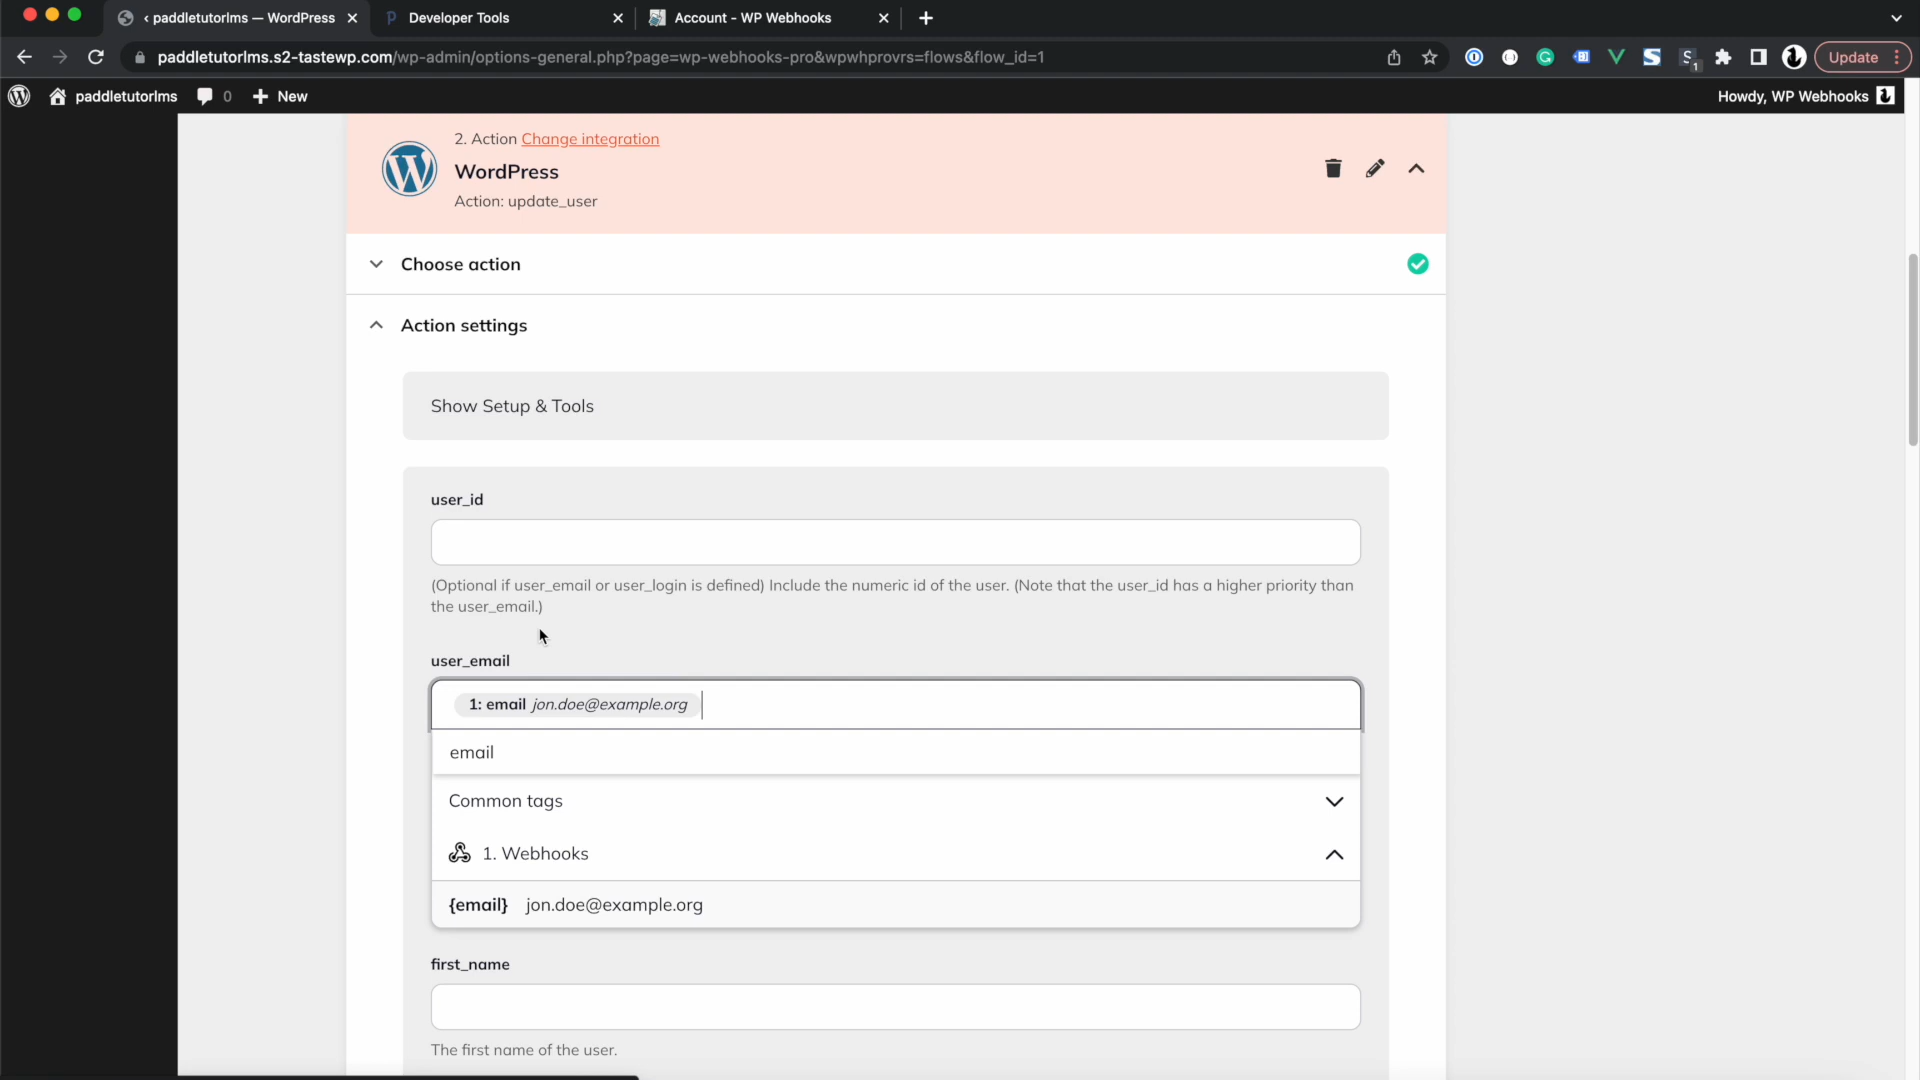 ‹ paddletutorlms — WordPress
Developer Tools
Account - WP Webhooks
paddletutorlms.s2-tastewp.com/wp-admin/options-general.php?page=wp-webhooks-pro&wpwhprovrs=flows&flow_id=1
Update
paddletutorlms
0
New
Howdy, WP Webhooks
2. Action Change integration
WordPress
Action: update_user
Choose action
Action settings
Show Setup & Tools
user_id
(Optional if user_email or user_login is defined) Include the numeric id of the user. (Note that the user_id has a higher priority than
the user_email.)
user_email
1: email jon.doe@example.org
email
Common tags
1. Webhooks
{email} jon.doe@example.org
first_name
The first name of the user.